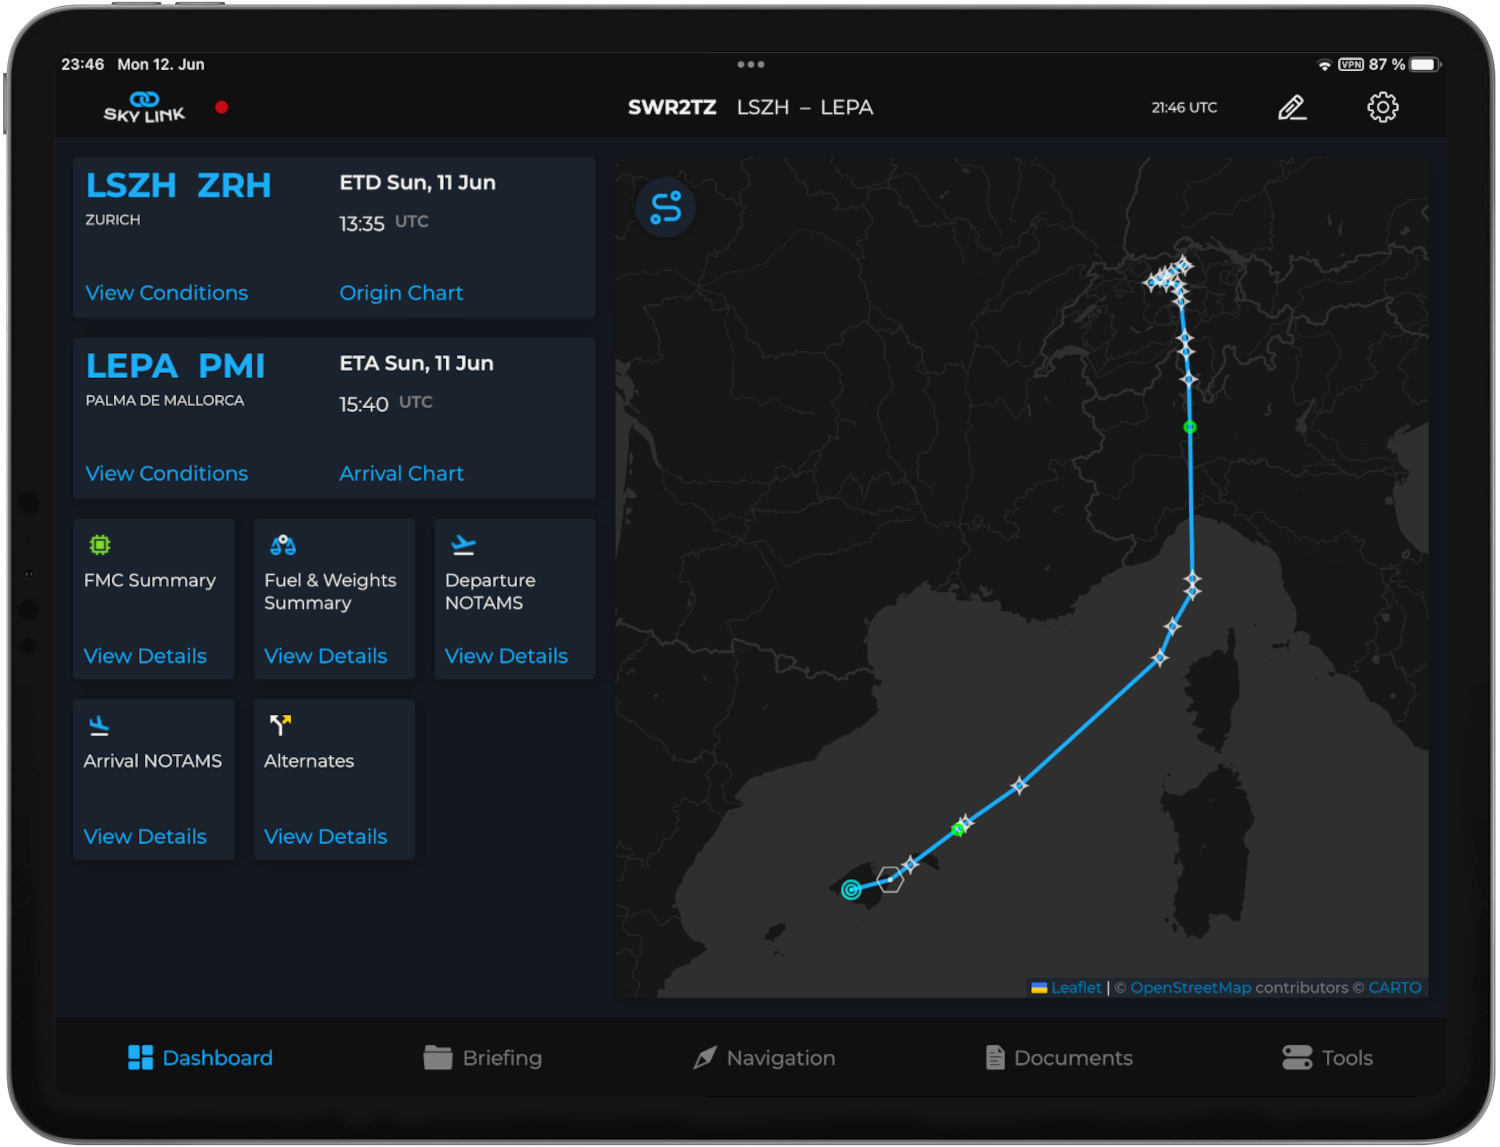 23:46 Mon 12. Jun
VPN 87 %
SKY LINK
SWR2TZ LSZH – LEPA
21:46 UTC
LSZH ZRH
ETD Sun, 11 Jun
ZURICH
13:35 UTC
View Conditions
Origin Chart
LEPA PMI
ETA Sun, 11 Jun
PALMA DE MALLORCA
15:40 UTC
View Conditions
Arrival Chart
FMC Summary
View Details
Fuel & Weights
Summary
View Details
Departure
NOTAMS
View Details
Arrival NOTAMS
View Details
Alternates
View Details
Leaflet | © OpenStreetMap contributors © CARTO
Dashboard
Briefing
Navigation
Documents
Tools